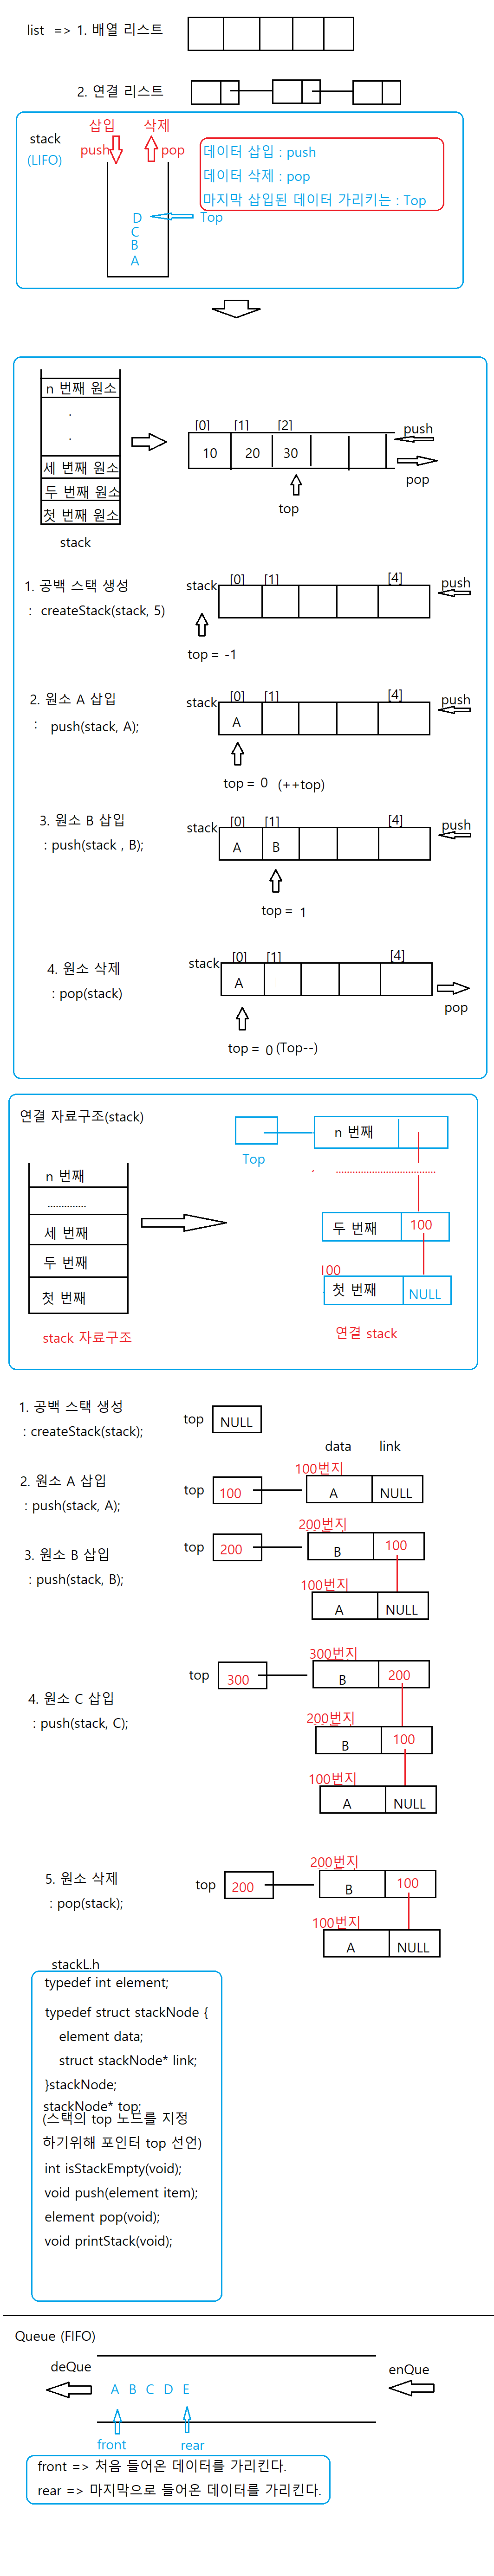 list => 1. 배열 리스트
2. 연결 리스트
삽입 삭제
stack push pop
(LIFO)
데이터 삽입 : push
데이터 삭제 : pop
마지막 삽입된 데이터 가리키는 : Top
D Top
C
B
A
n 번째 원소
.
.
세 번째 원소
두 번째 원소
첫 번째 원소
stack
[0] [1] [2]
push
10 20 30
pop
top
1. 공백 스택 생성
: createStack(stack, 5)
stack [0] [1] [4] push
top = -1
2. 원소 A 삽입
: push(stack, A);
stack [0] [1] [4] push
A
top = 0 (++top)
3. 원소 B 삽입
: push(stack , B);
stack [0] [1] [4] push
A B
top = 1
4. 원소 삭제
: pop(stack)
stack [0] [1] [4]
A
pop
top = 0 (Top--)
연결 자료구조(stack)
n 번째
..............
세 번째
두 번째
첫 번째
stack 자료구조
n 번째
Top
두 번째 100
100
첫 번째 NULL
연결 stack
1. 공백 스택 생성
: createStack(stack);
top NULL
data link
2. 원소 A 삽입
: push(stack, A);
top 100
100번지
A NULL
3. 원소 B 삽입
: push(stack, B);
top 200
200번지
B 100
100번지
A NULL
4. 원소 C 삽입
: push(stack, C);
top 300
300번지
B 200
200번지
B 100
100번지
A NULL
5. 원소 삭제
: pop(stack);
top 200
200번지
B 100
100번지
A NULL
stackL.h
typedef int element;
typedef struct stackNode {
element data;
struct stackNode* link;
}stackNode;
stackNode* top;
(스택의 top 노드를 지정
하기위해 포인터 top 선언)
int isStackEmpty(void);
void push(element item);
element pop(void);
void printStack(void);
Queue (FIFO)
deQue enQue
A B C D E
front rear
front => 처음 들어온 데이터를 가리킨다.
rear => 마지막으로 들어온 데이터를 가리킨다.